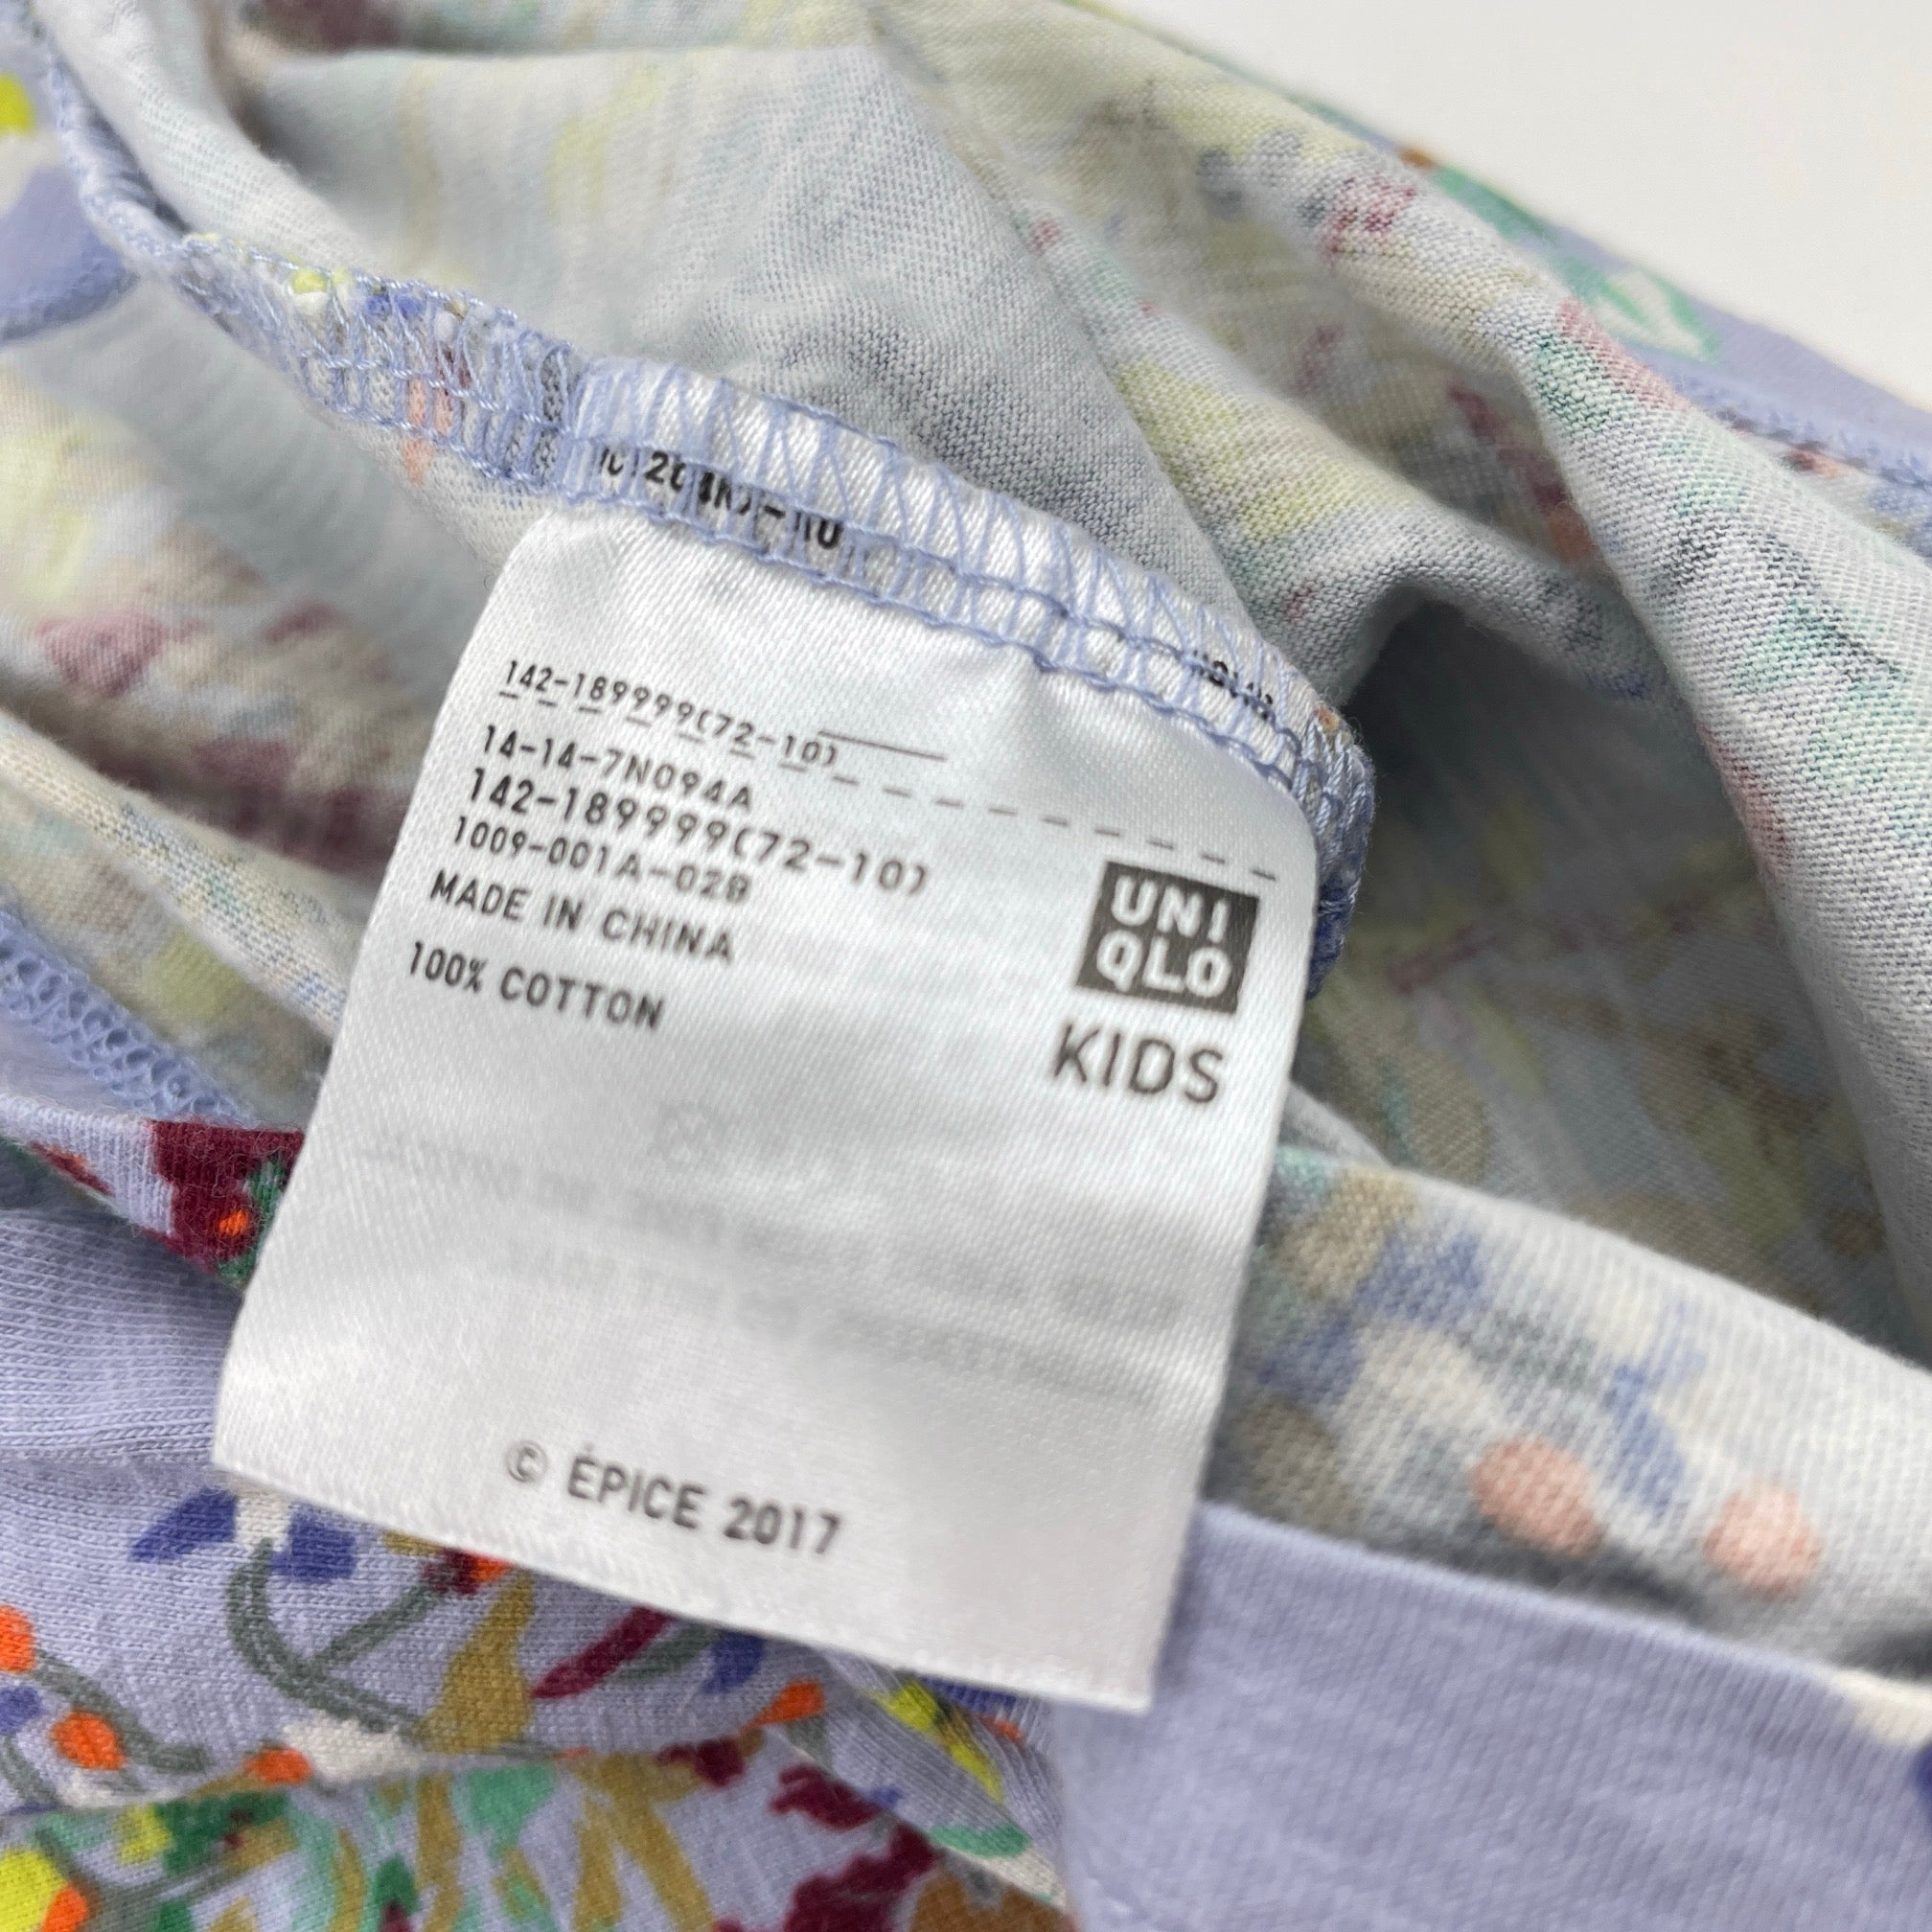 142-189999(72-10)
14-14-7N094A
142-189999(72-10)
1009-001A-02B
MADE IN CHINA
100% COTTON
UNI
QLO
KIDS
© ÉPICE 2017